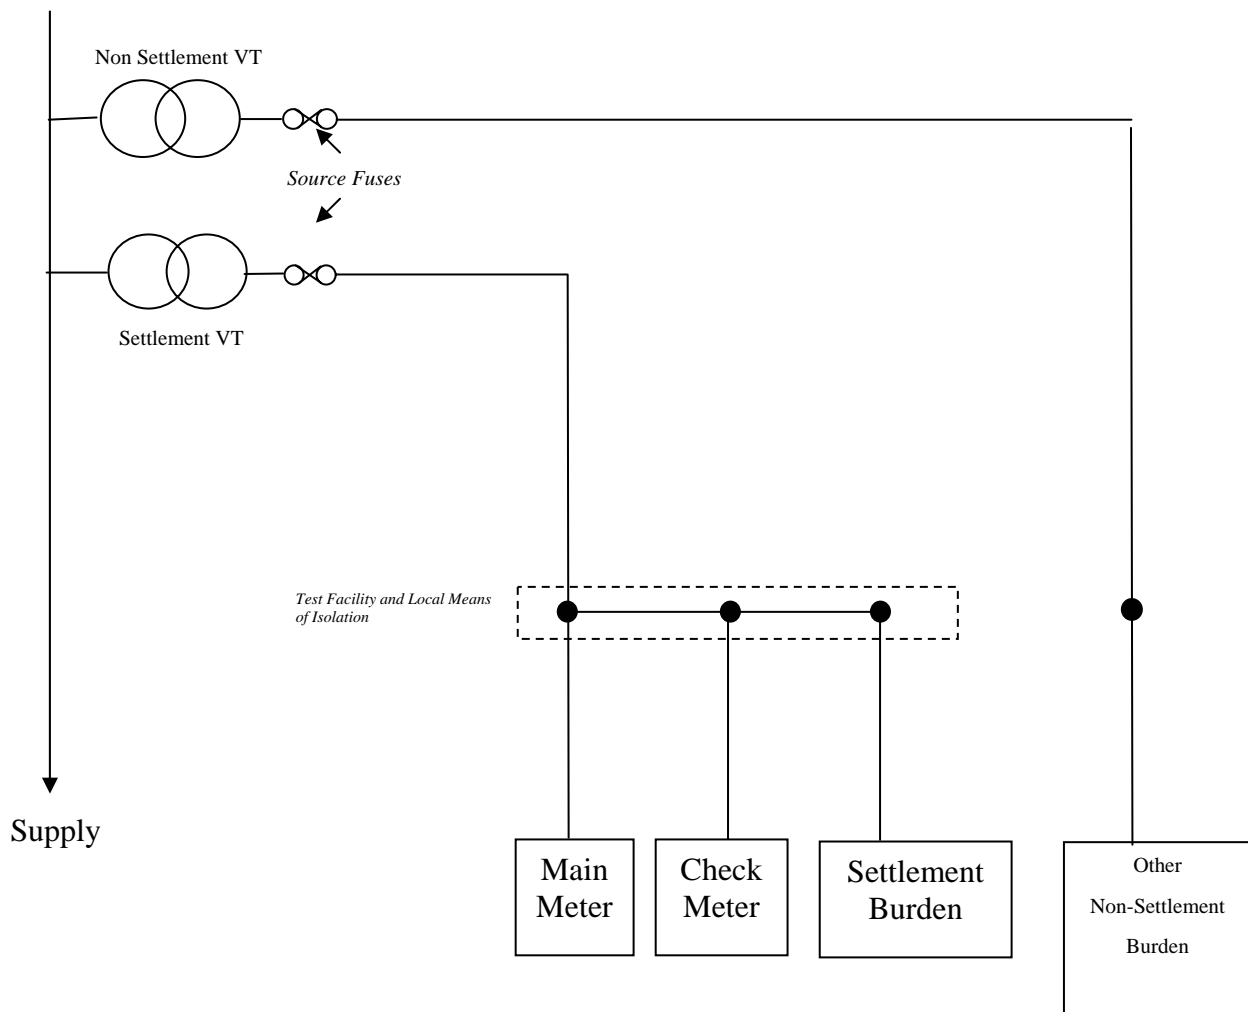 Non Settlement VT
Source Fuses
Settlement VT
Test Facility and Local Means
of Isolation
Supply
Main
Meter
Check
Meter
Settlement
Burden
Other
Non-Settlement
Burden